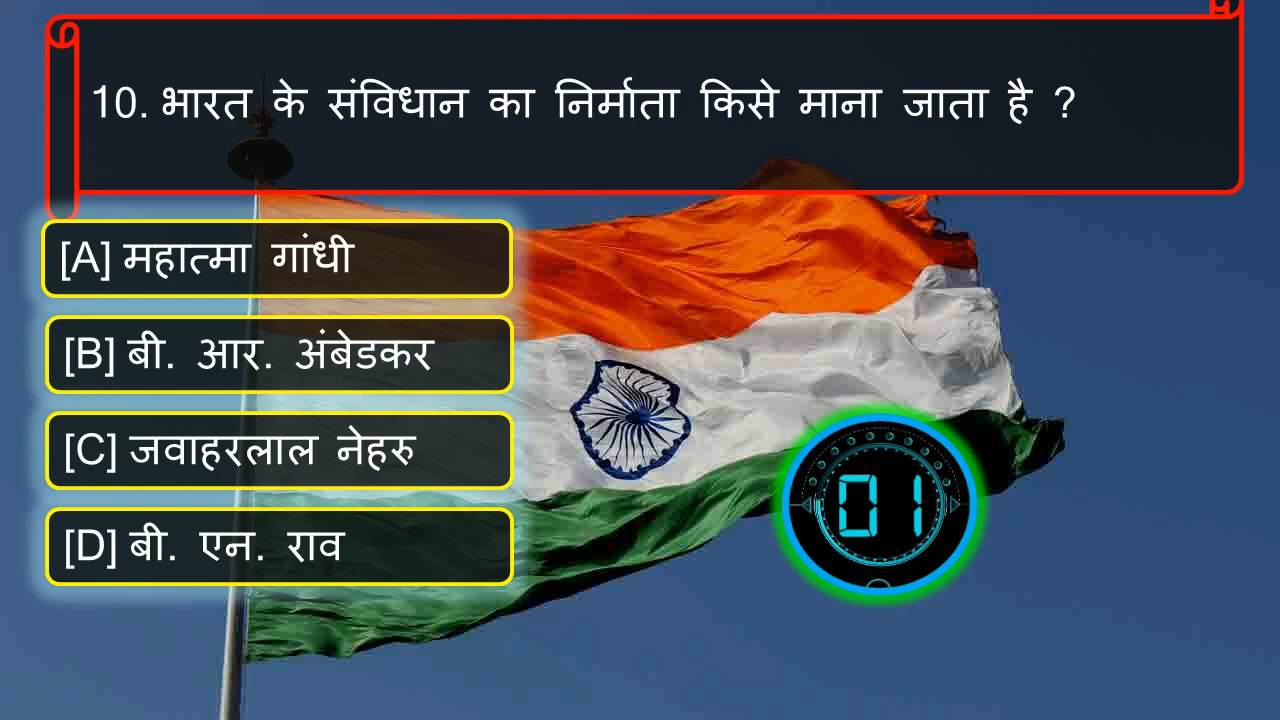 10. भारत के संविधान का निर्माता किसे माना जाता है ?
[A] महात्मा गांधी
[B] बी. आर. अंबेडकर
[C] जवाहरलाल नेहरु
[D] बी. एन. राव
01